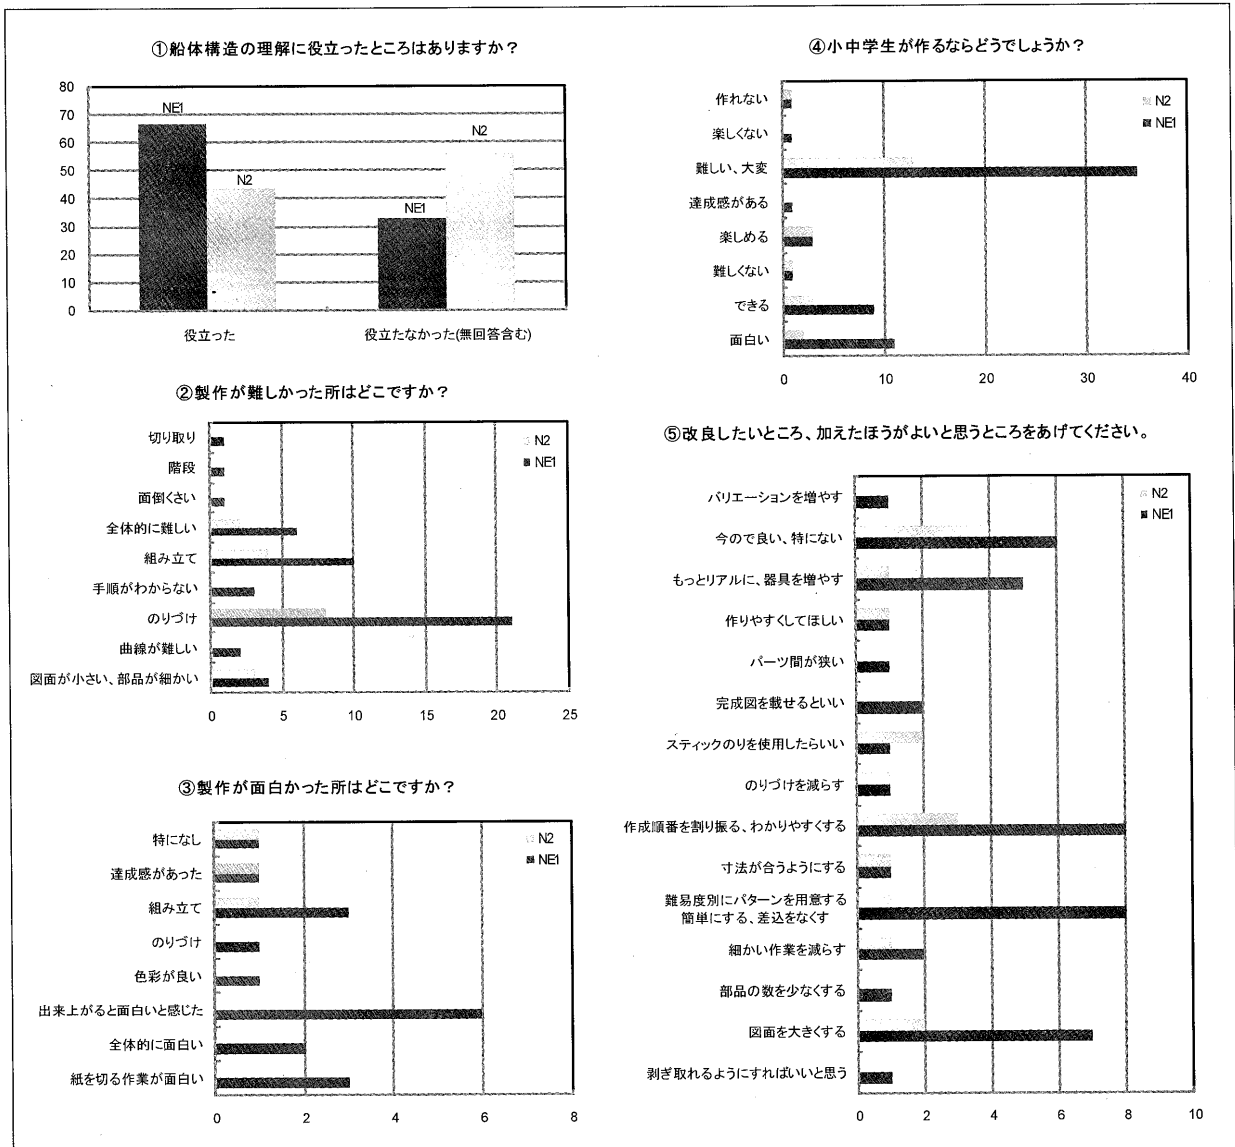 ①船体構造の理解に役立ったところはありますか？
80
70
60
50
40
30
20
10
0
NE1
N2
NE1
N2
役立った
役立たなかった(無回答含む)
②製作が難しかった所はどこですか？
切り取り
階段
面倒くさい
全体的に難しい
組み立て
手順がわからない
のりづけ
曲線が難しい
図面が小さい、部品が細かい
N2
NE1
0 5 10 15 20 25
③製作が面白かった所はどこですか？
特になし
達成感があった
組み立て
のりづけ
色彩が良い
出来上がると面白いと感じた
全体的に面白い
紙を切る作業が面白い
N2
NE1
0 2 4 6 8
④小中学生が作るならどうでしょうか？
作れない
楽しくない
難しい、大変
達成感がある
楽しめる
難しくない
できる
面白い
N2
NE1
0 10 20 30 40
⑤改良したいところ、加えたほうがよいと思うところをあげてください。
バリエーションを増やす
今ので良い、特にない
もっとリアルに、器具を増やす
作りやすくしてほしい
パーツ間が狭い
完成図を載せるといい
スティックのりを使用したらいい
のりづけを減らす
作成順番を割り振る、わかりやすくする
寸法が合うようにする
難易度別にパターンを用意する
簡単にする、差込をなくす
細かい作業を減らす
部品の数を少なくする
図面を大きくする
剥ぎ取れるようにすればいいと思う
N2
NE1
0 2 4 6 8 10